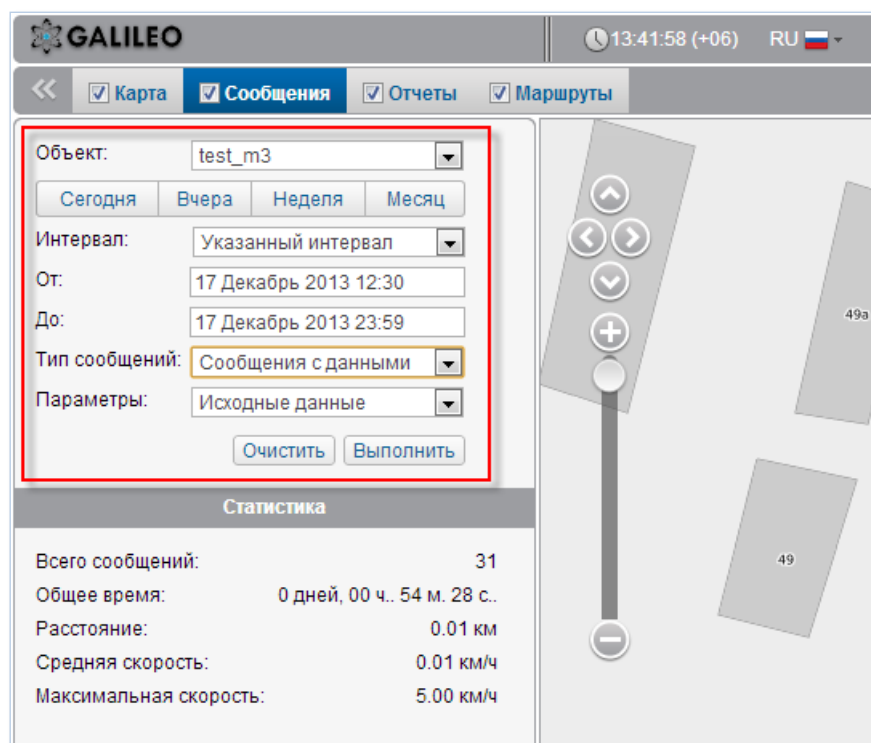 GALILEO
13:41:58 (+06) RU
Карта Сообщения Отчеты Маршруты
Объект: test_m3
Сегодня Вчера Неделя Месяц
Интервал: Указанный интервал
От: 17 Декабрь 2013 12:30
До: 17 Декабрь 2013 23:59
Тип сообщений: Сообщения с данными
Параметры: Исходные данные
Очистить Выполнить
Статистика
Всего сообщений: 31
Общее время: 0 дней, 00 ч.. 54 м. 28 с..
Расстояние: 0.01 км
Средняя скорость: 0.01 км/ч
Максимальная скорость: 5.00 км/ч
49а
49